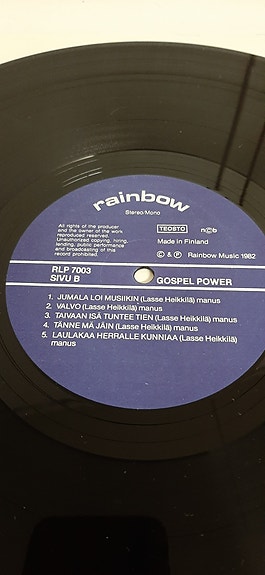 rainbow
Stereo/Mono
All rights of the producer
and the owner of the work
reproduced reserved.
Unauthorized copying, hiring,
lending, public performance
and broadcasting of this
record prohibited.
TEOSTO ncb
Made in Finland
© & ℗ Rainbow Music 1982
RLP 7003
SIVU B
GOSPEL POWER
1. JUMALA LOI MUSIIKIN (Lasse Heikkilä) manus
2. VALVO (Lasse Heikkilä) manus
3. TAIVAAN ISÄ TUNTEE TIEN (Lasse Heikkilä) manus
4. TÄNNE MÄ JÄIN (Lasse Heikkilä) manus
5. LAULAKAA HERRALLE KUNNIAA (Lasse Heikkilä)
manus